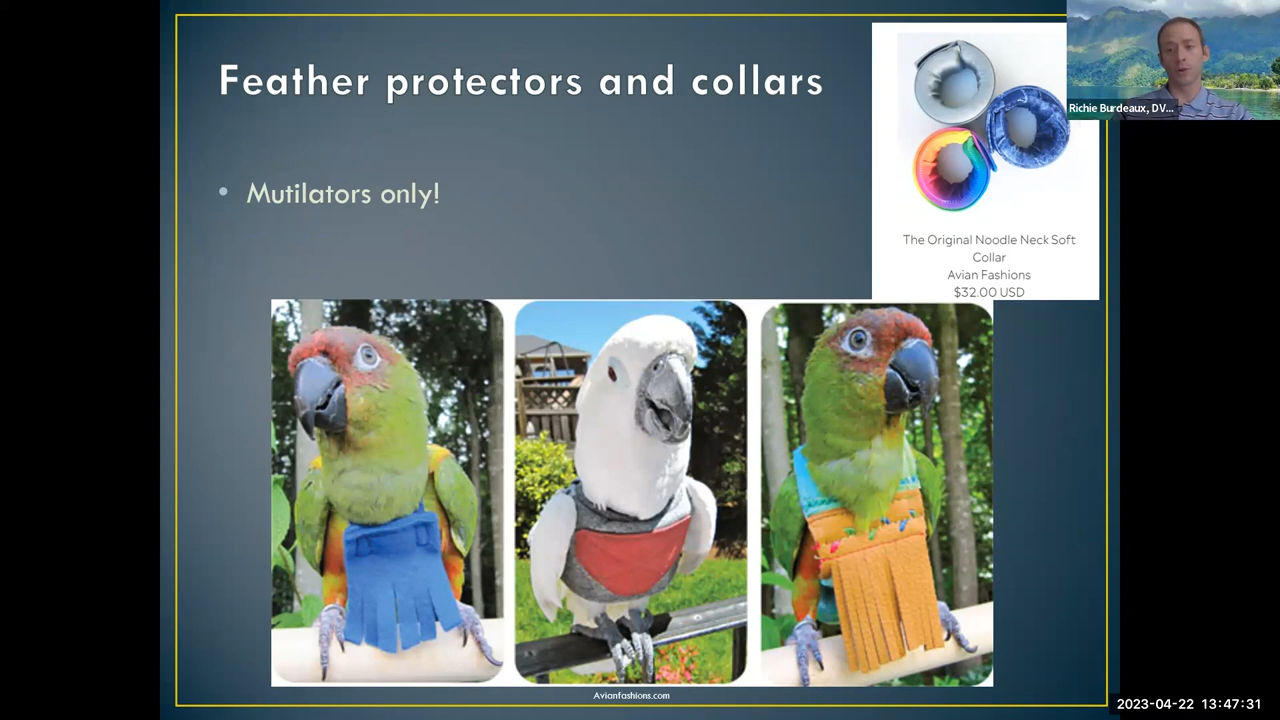 Feather protectors and collars
• Mutilators only!
The Original Noodle Neck Soft
Collar
Avian Fashions
$32.00 USD
Richie Burdeaux, DV...
Avianfashions.com
2023-04-22 13:47:31